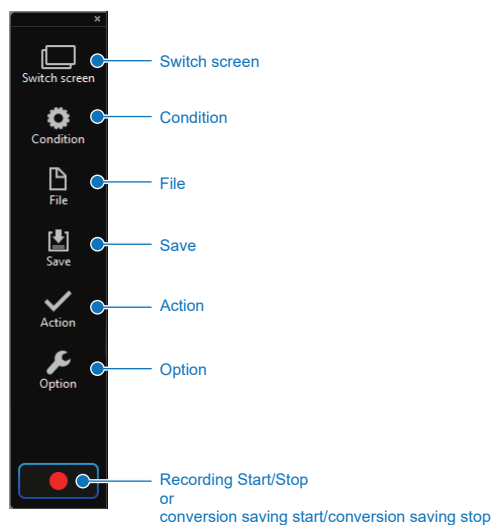 ×
Switch screen
Switch screen
Condition
Condition
File
File
Save
Save
Action
Action
Option
Option
Recording Start/Stop
or
conversion saving start/conversion saving stop